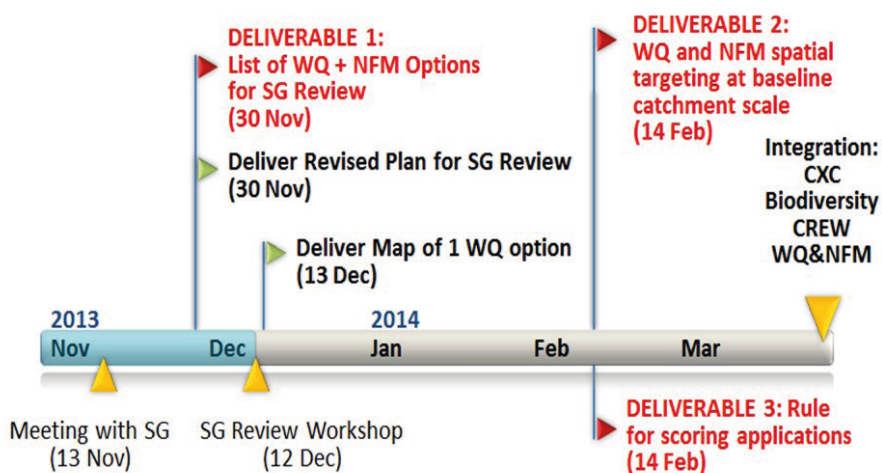 DELIVERABLE 1:
List of WQ + NFM Options
for SG Review
(30 Nov)
Deliver Revised Plan for SG Review
(30 Nov)
Deliver Map of 1 WQ option
(13 Dec)
DELIVERABLE 2:
WQ and NFM spatial
targeting at baseline
catchment scale
(14 Feb)
Integration:
CXC
Biodiversity
CREW
WQ&NFM
2013
2014
Nov
Dec
Jan
Feb
Mar
Meeting with SG
(13 Nov)
SG Review Workshop
(12 Dec)
DELIVERABLE 3: Rule
for scoring applications
(14 Feb)